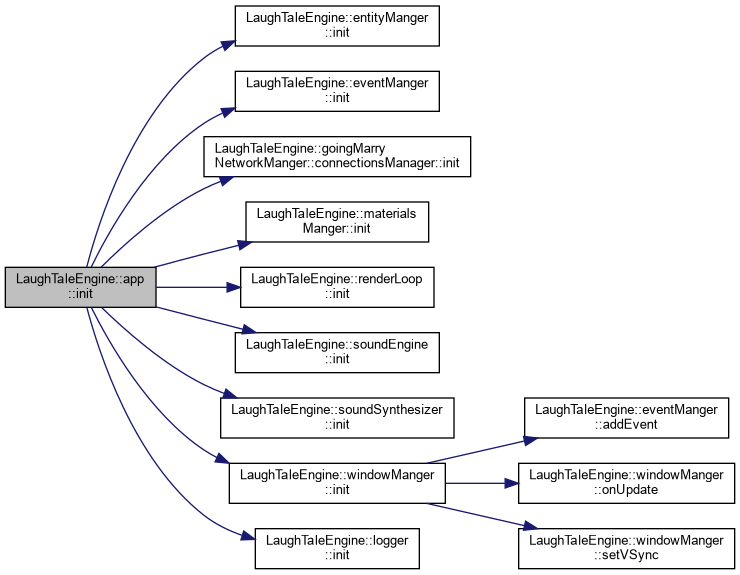 LaughTaleEngine::entityManger
::init
LaughTaleEngine::eventManger
::init
LaughTaleEngine::goingMarry
NetworkManger::connectionsManager::init
LaughTaleEngine::materials
Manger::init
LaughTaleEngine::app
::init
LaughTaleEngine::renderLoop
::init
LaughTaleEngine::soundEngine
::init
LaughTaleEngine::soundSynthesizer
::init
LaughTaleEngine::eventManger
::addEvent
LaughTaleEngine::windowManger
::init
LaughTaleEngine::windowManger
::onUpdate
LaughTaleEngine::logger
::init
LaughTaleEngine::windowManger
::setVSync